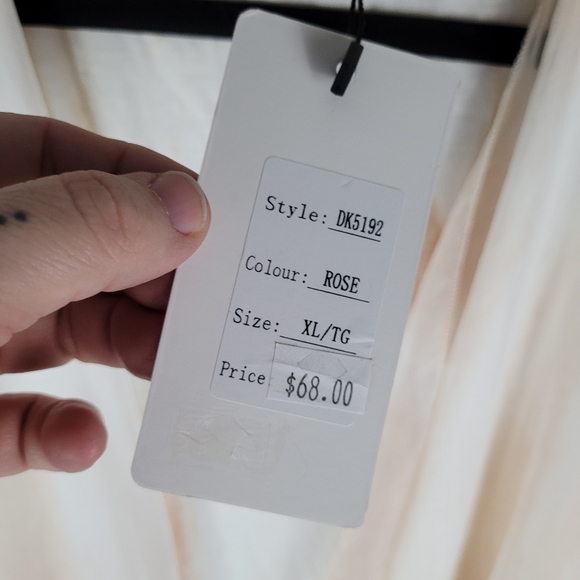 Style: DK5192
Colour: ROSE
Size: XL/TG
Price $68.00